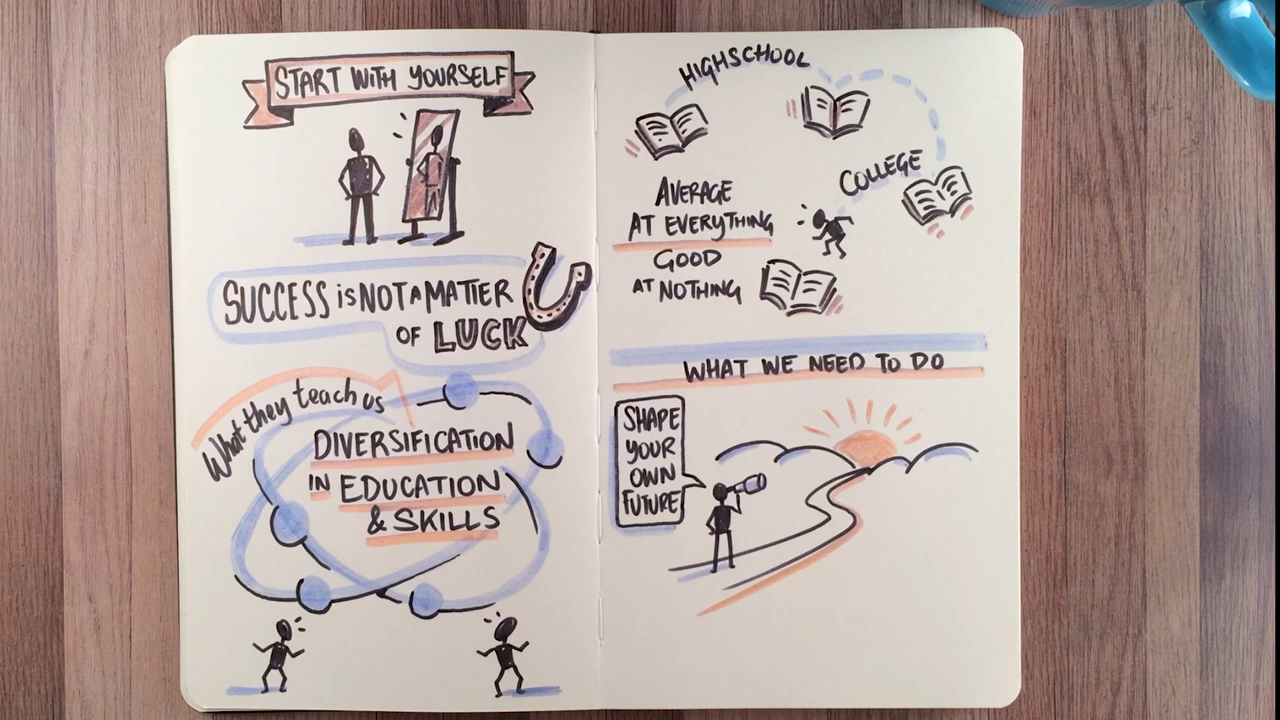 START WITH YOURSELF
SUCCESS is NOT A MATTER
OF LUCK
What they teach us
DIVERSIFICATION
IN EDUCATION
& SKILLS
HIGHSCHOOL
COLLEGE
AVERAGE
AT EVERYTHING
GOOD
AT NOTHING
WHAT WE NEED TO DO
SHAPE
YOUR
OWN
FUTURE